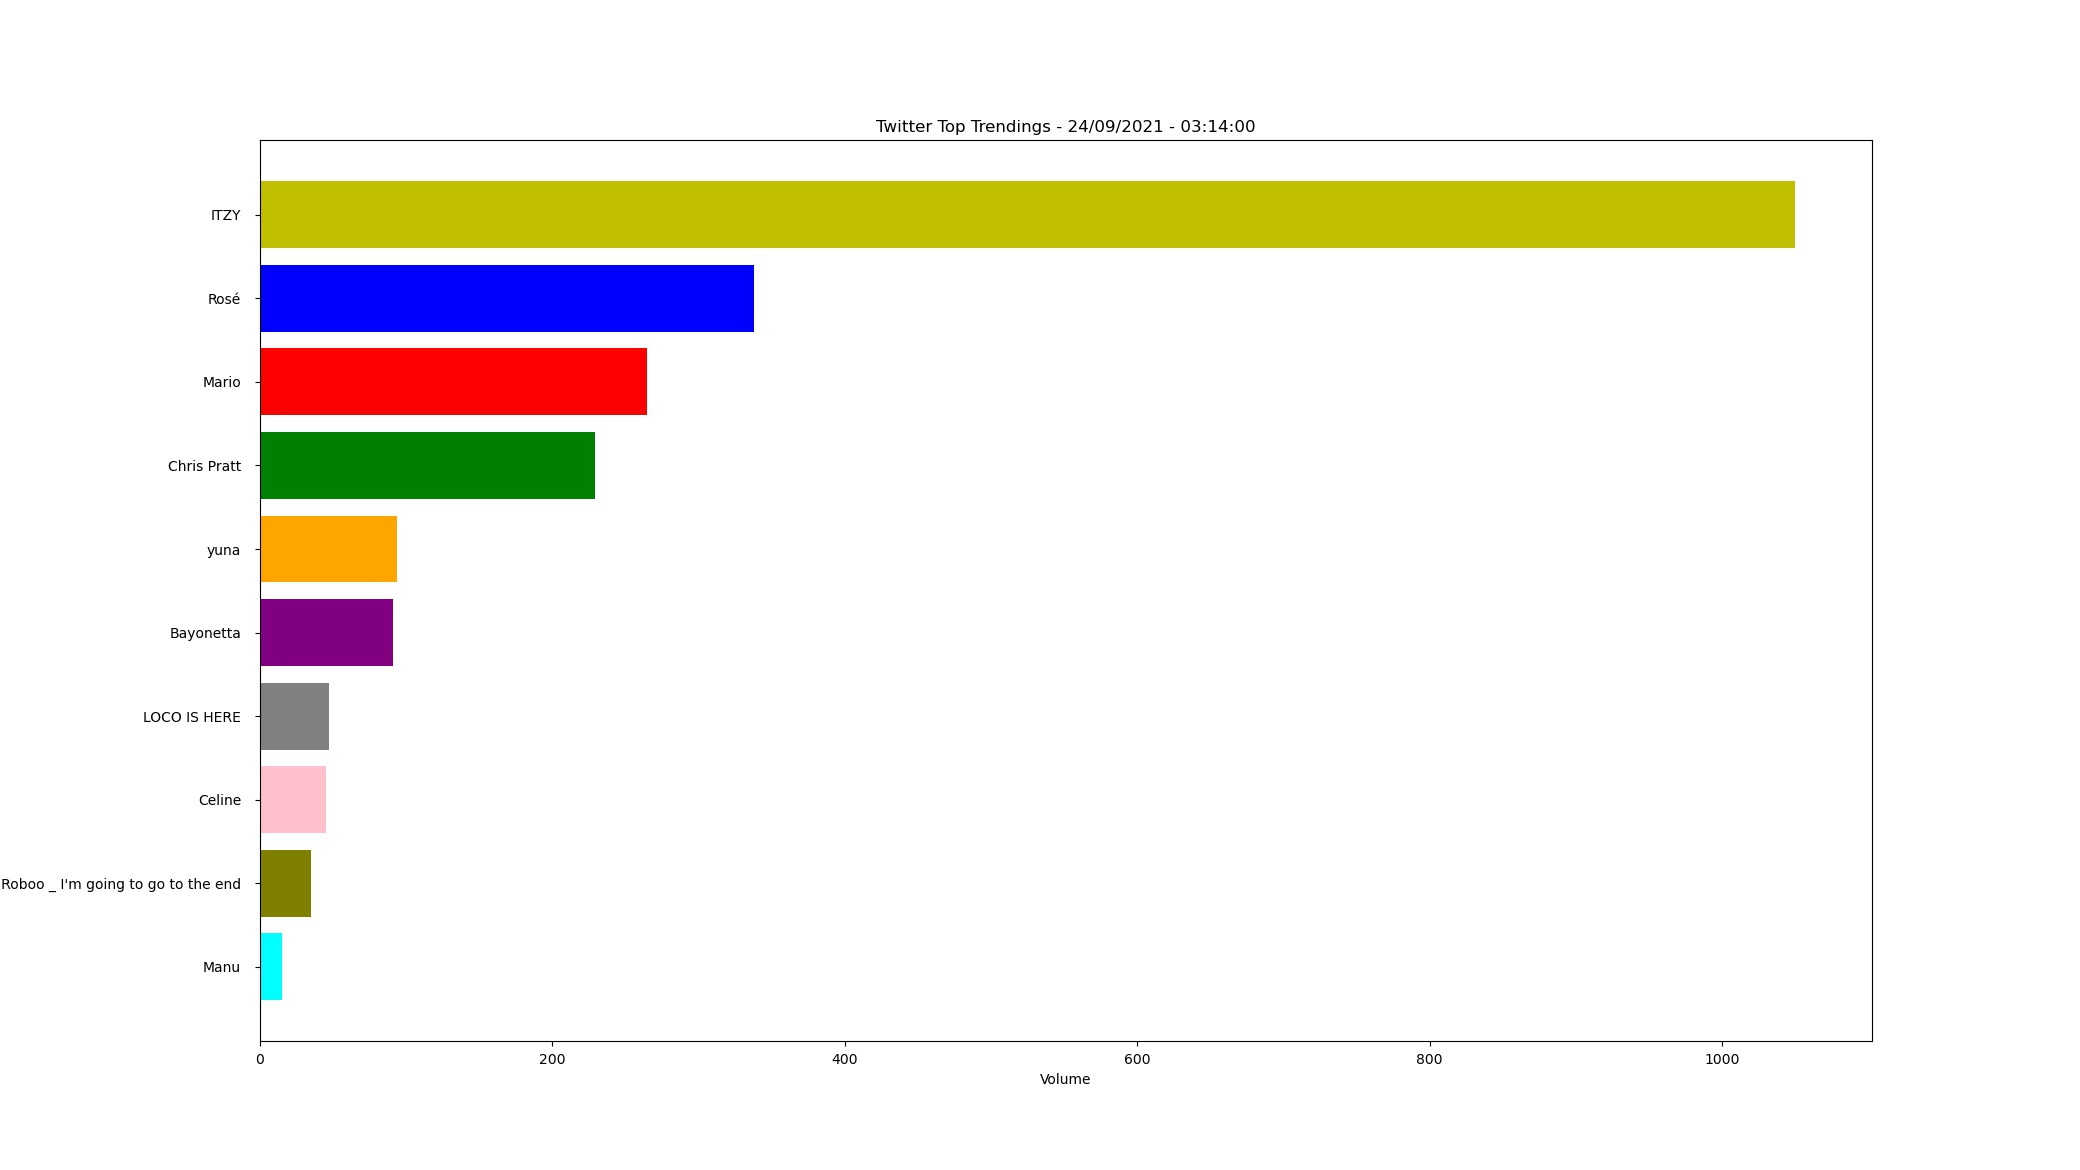 Twitter Top Trendings - 24/09/2021 - 03:14:00
ITZY
Rosé
Mario
Chris Pratt
yuna
Bayonetta
LOCO IS HERE
Celine
Roboo _ I'm going to go to the end
Manu
0 200 400 600 800 1000
Volume